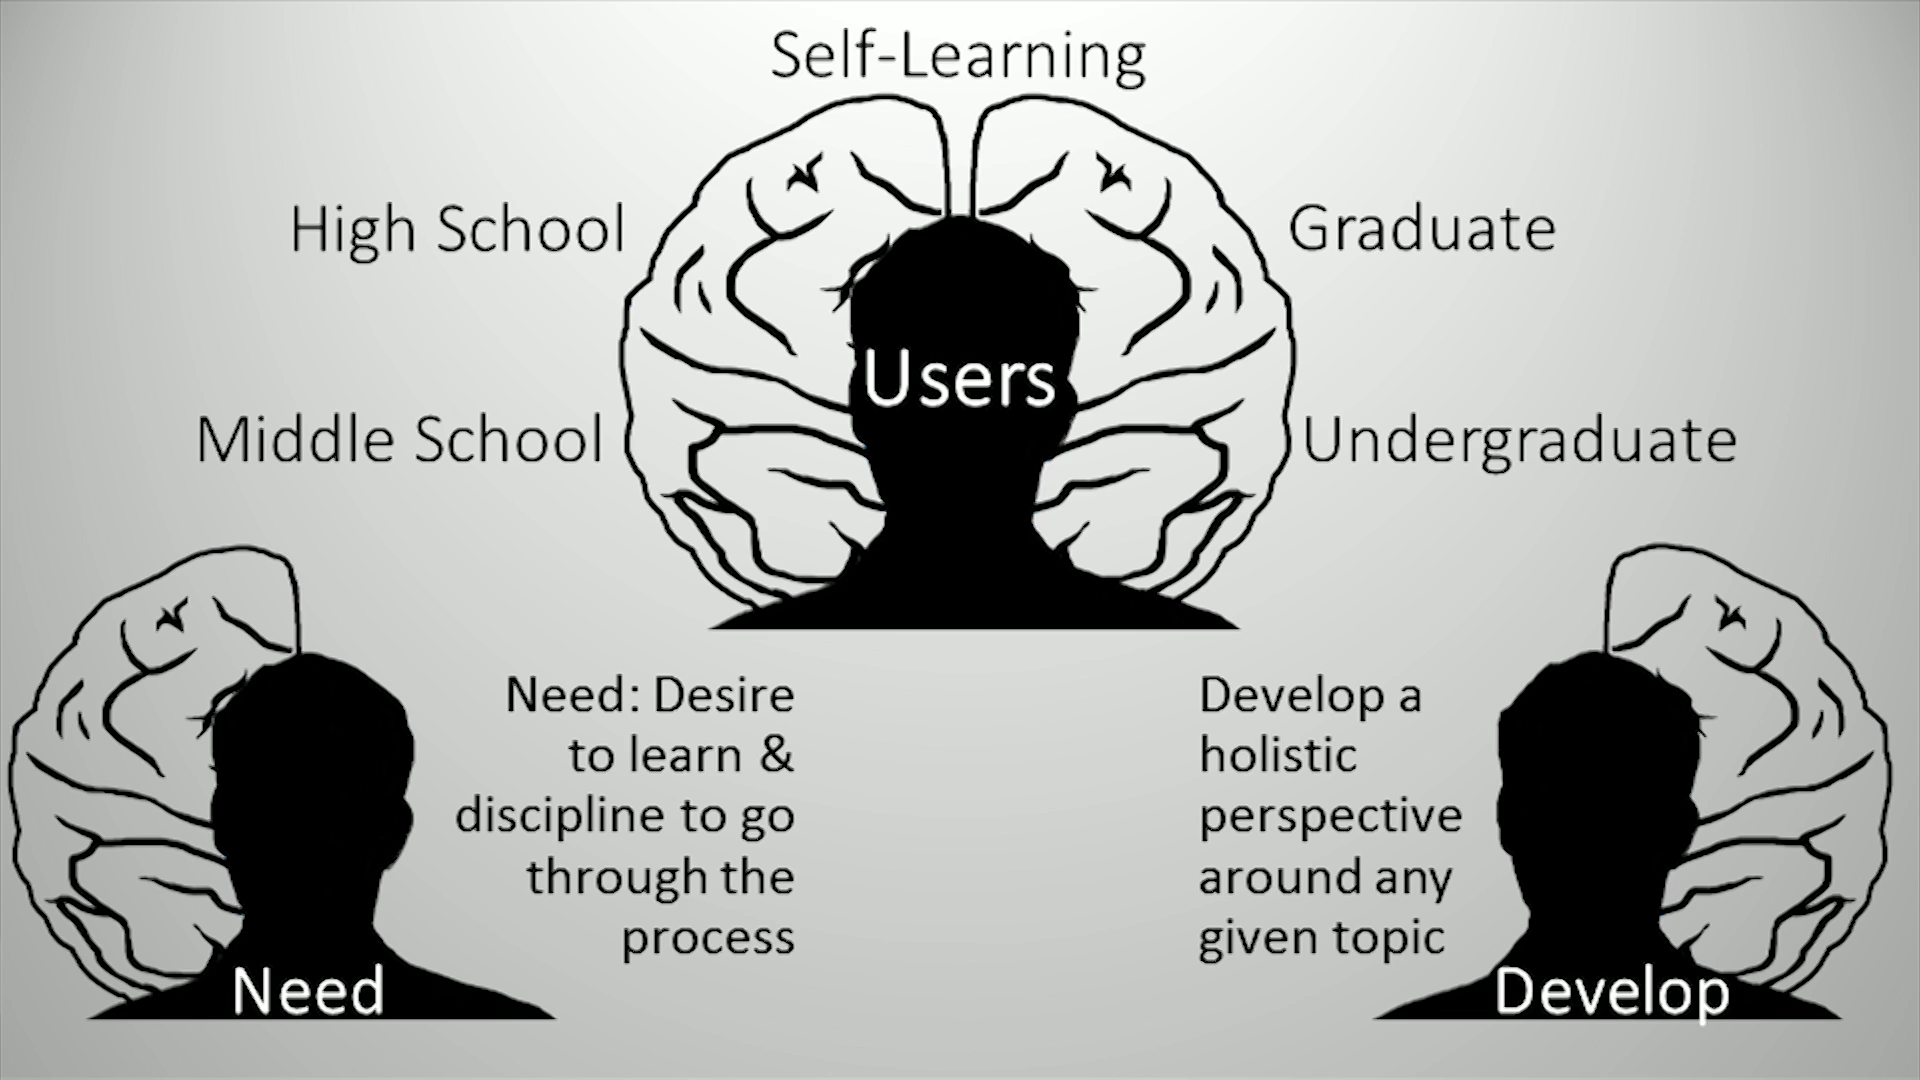 Self-Learning
High School
Graduate
Users
Middle School
Undergraduate
Need: Desire
to learn &
discipline to go
through the
process
Need
Develop a
holistic
perspective
around any
given topic
Develop